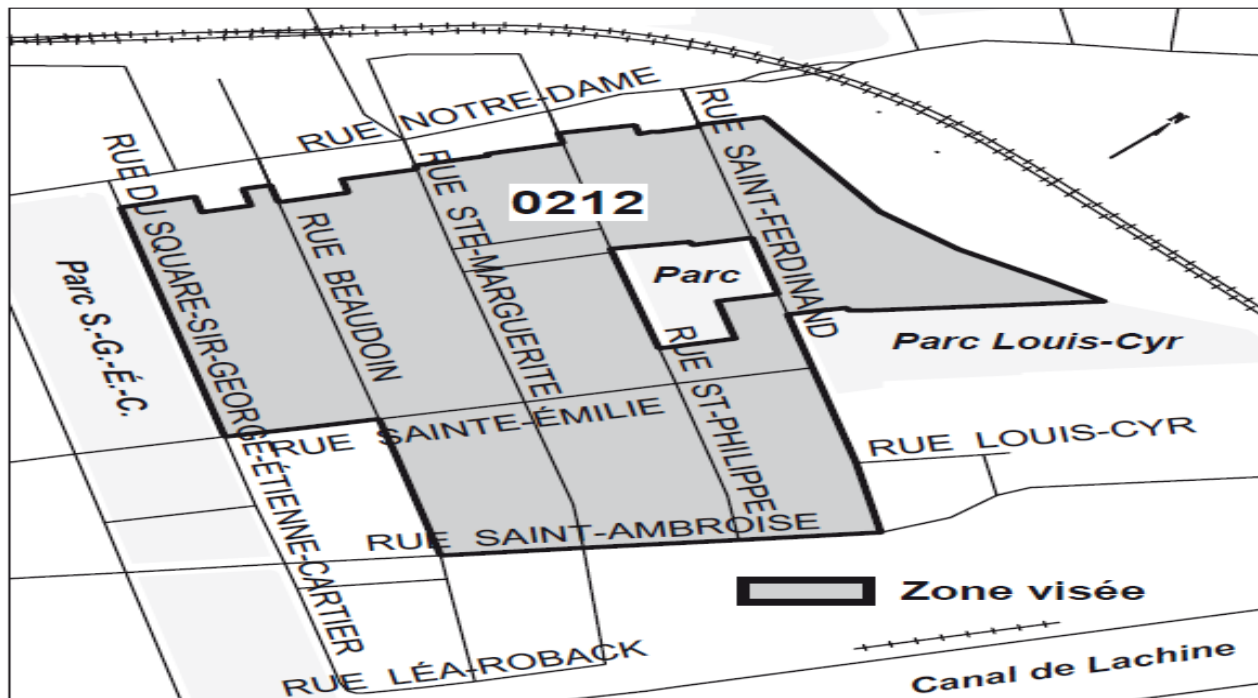 RUE NOTRE-DAME
RUE DU SQUARE-SIR-GEORGE-ÉTIENNE-CARTIER
RUE BEAUDOIN
RUE STE-MARGUERITE
0212
RUE SAINT-FERDINAND
Parc
Parc S.-G.-É.-C.
RUE ST-PHILIPPE
Parc Louis-Cyr
RUE SAINTE-ÉMILIE
RUE LOUIS-CYR
RUE SAINT-AMBROISE
Zone visée
RUE LÉA-ROBACK
Canal de Lachine